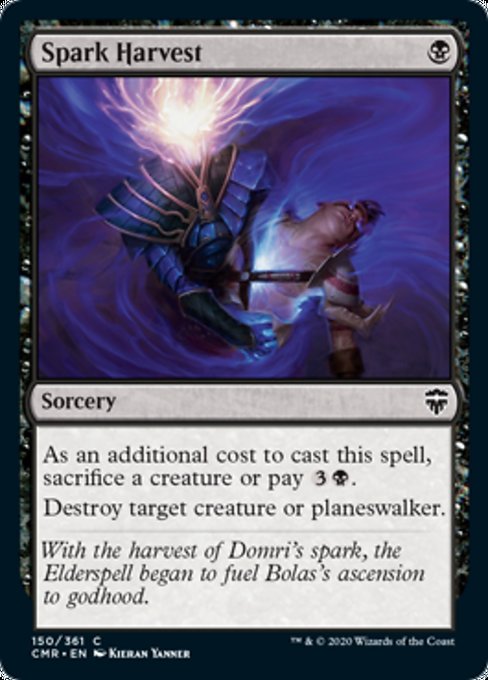 Spark Harvest
Sorcery
As an additional cost to cast this spell,
sacrifice a creature or pay 3.
Destroy target creature or planeswalker.
With the harvest of Domri's spark, the
Elderspell began to fuel Bolas's ascension
to godhood.
150/361 C
™ & © 2020 Wizards of the Coast
CMR • EN Kieran Yanner